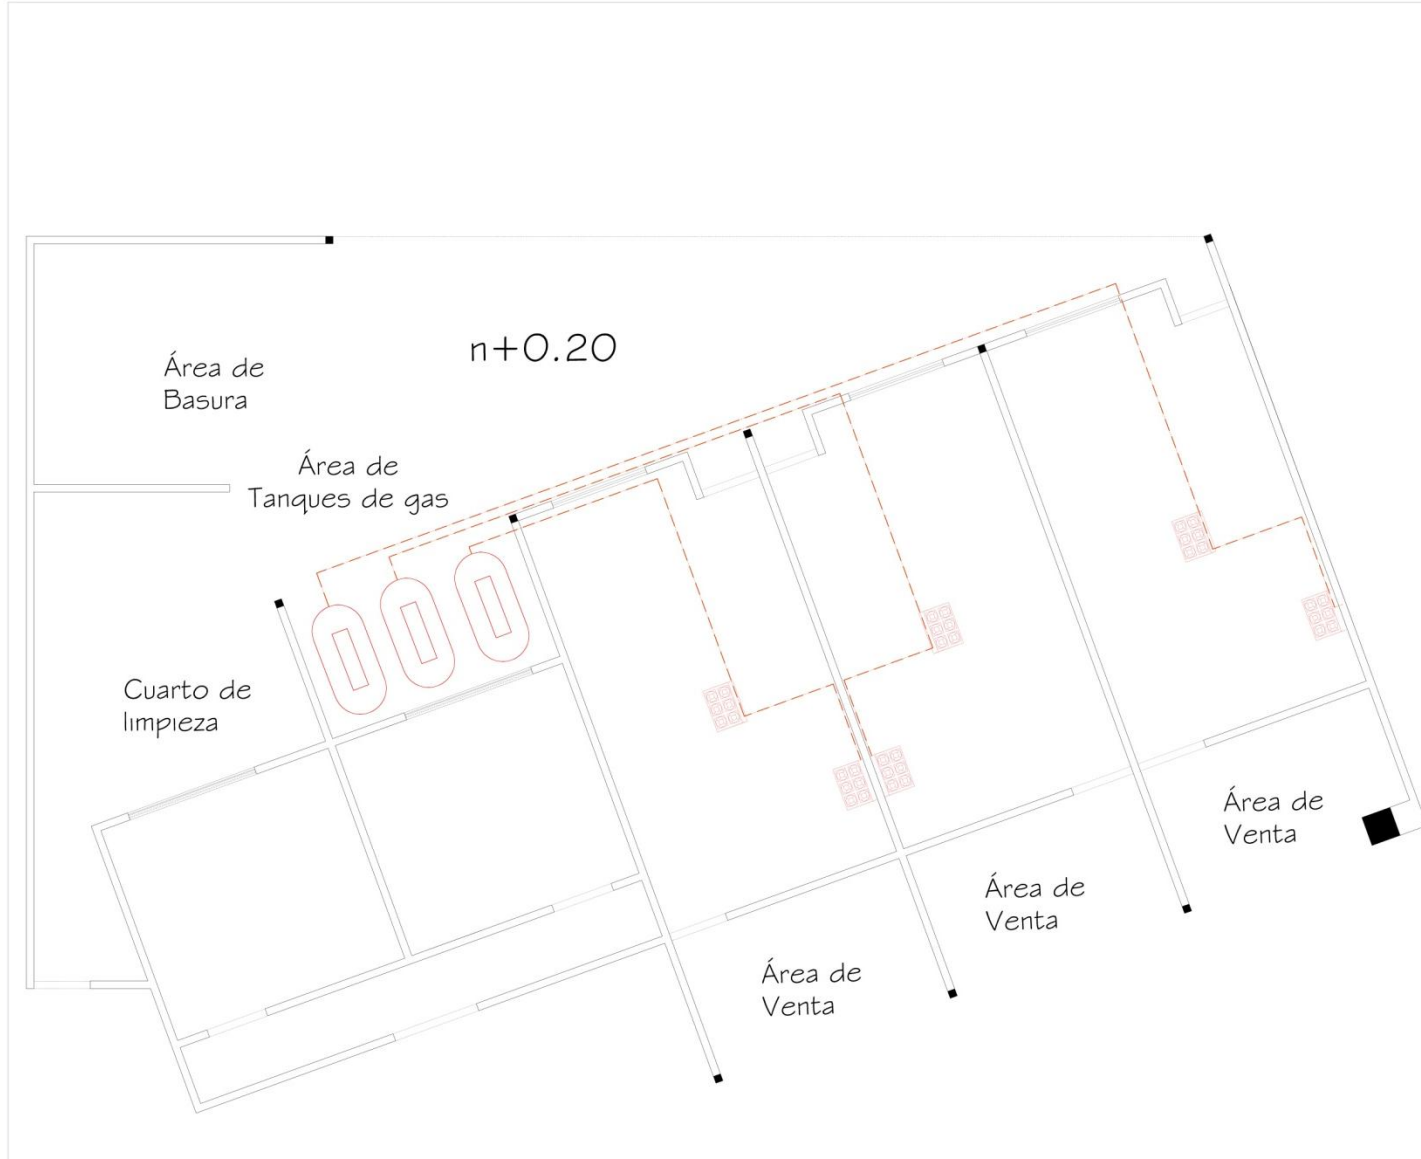 n+0.20
Área de
Basura
Área de
Tanques de gas
Cuarto de
limpieza
Área de
Venta
Área de
Venta
Área de
Venta